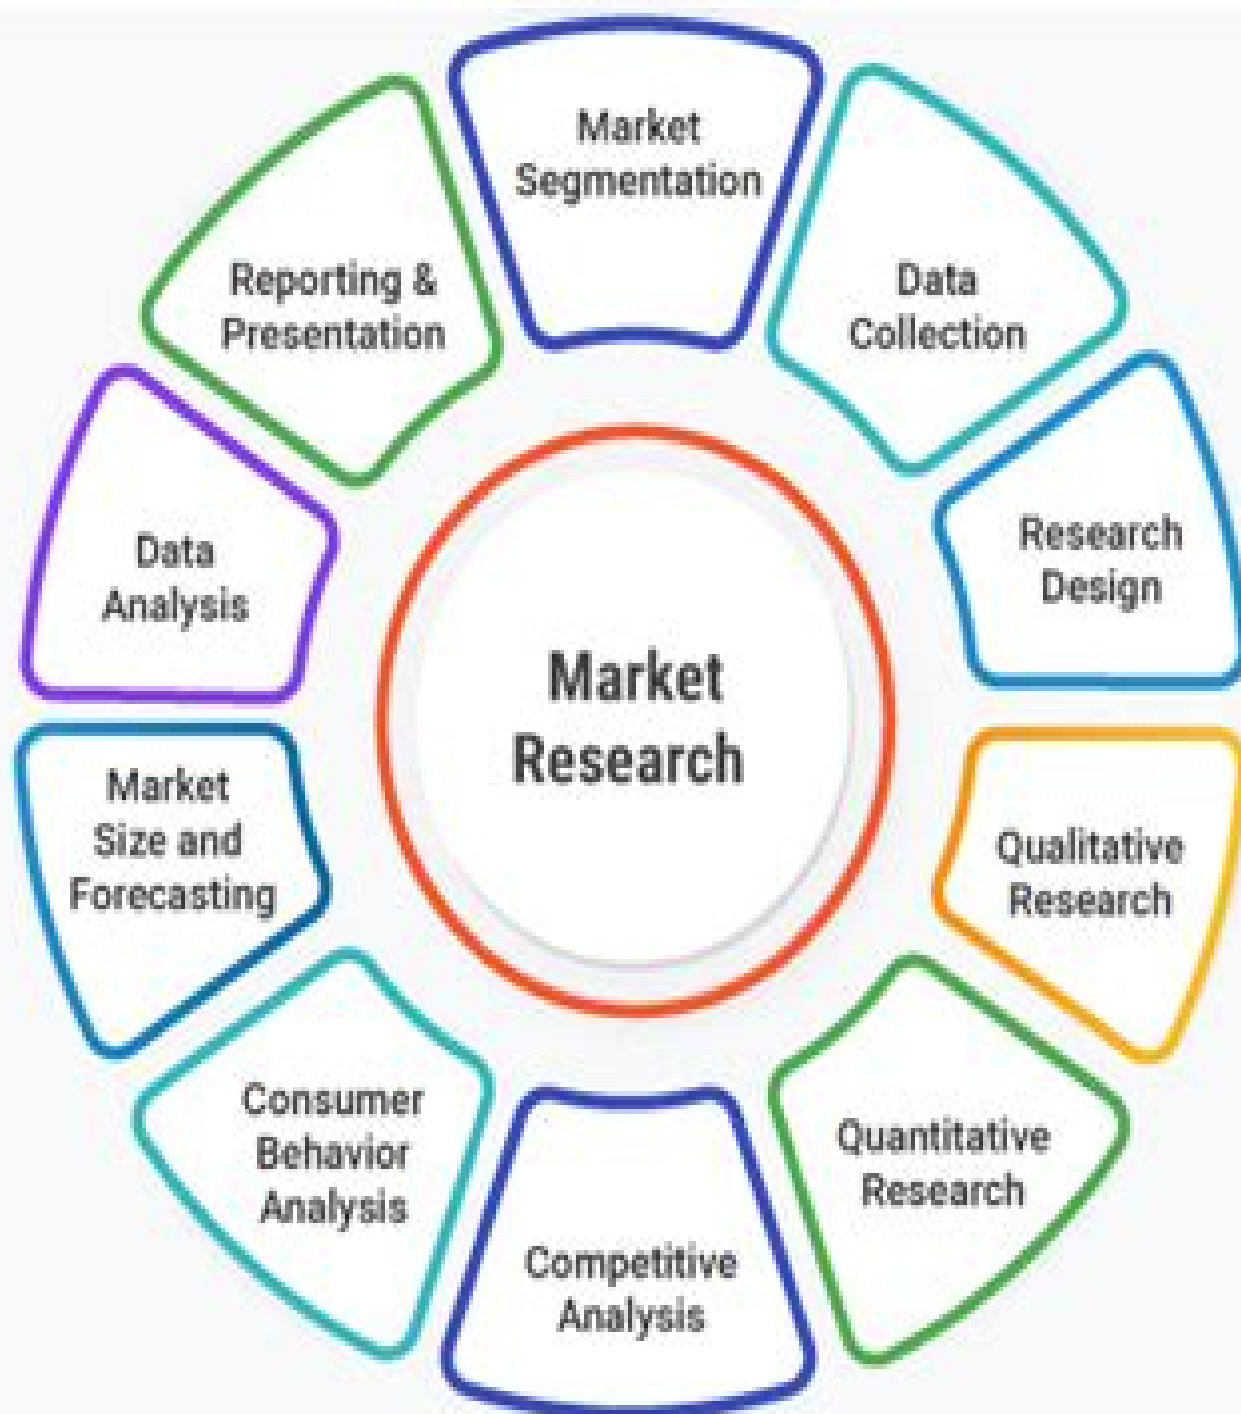 Market
Segmentation
Data
Collection
Research
Design
Qualitative
Research
Quantitative
Research
Competitive
Analysis
Consumer
Behavior
Analysis
Market
Size and
Forecasting
Data
Analysis
Reporting &
Presentation
Market
Research